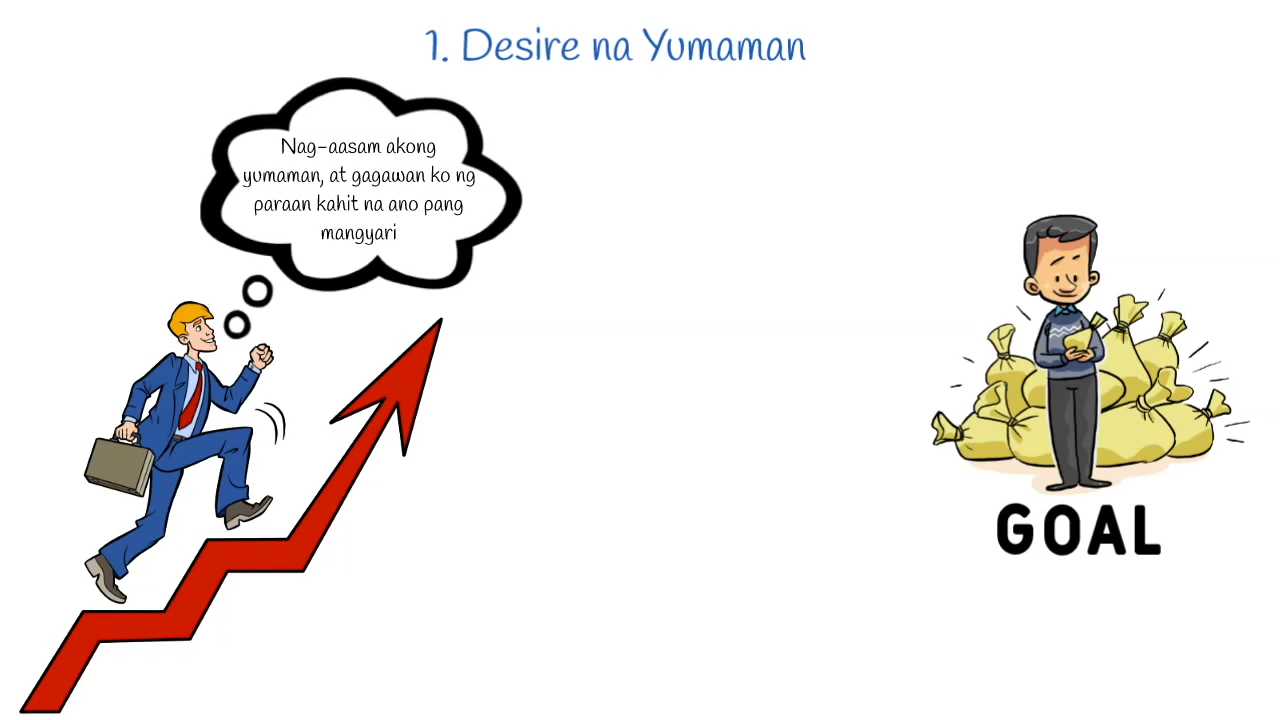 1. Desire na Yumaman
Nag-aasam akong
yumaman, at gagawan ko ng
paraan kahit na ano pang
mangyari
GOAL